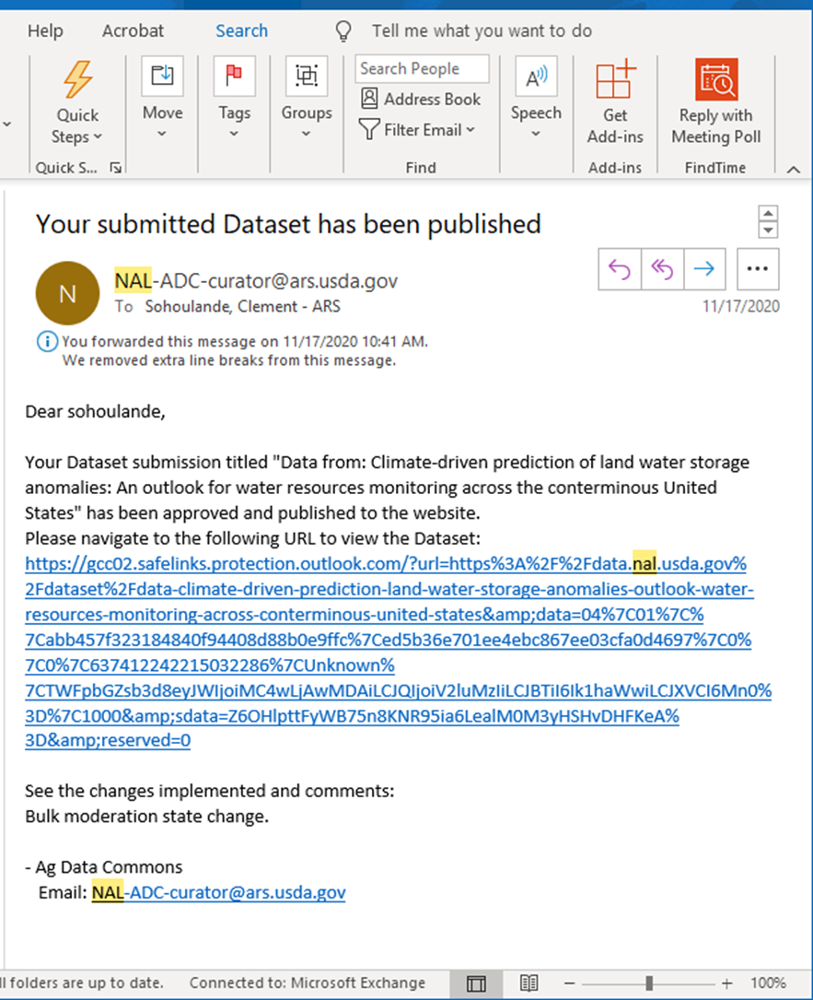 Help Acrobat Search Tell me what you want to do
Search People
Address Book
Filter Email
Quick Steps
Move
Tags
Groups
Speech
Get Add-ins
Reply with Meeting Poll
Quick S...
Find
Add-ins
FindTime
Your submitted Dataset has been published
N
NAL-ADC-curator@ars.usda.gov
To Sohoulande, Clement - ARS
11/17/2020
You forwarded this message on 11/17/2020 10:41 AM.
We removed extra line breaks from this message.
Dear sohoulande,
Your Dataset submission titled "Data from: Climate-driven prediction of land water storage
anomalies: An outlook for water resources monitoring across the conterminous United
States" has been approved and published to the website.
Please navigate to the following URL to view the Dataset:
https://gcc02.safelinks.protection.outlook.com/?url=https%3A%2F%2Fdata.nal.usda.gov%
2Fdataset%2Fdata-climate-driven-prediction-land-water-storage-anomalies-outlook-water-
resources-monitoring-across-conterminous-united-states&amp;data=04%7C01%7C%
7Cabb457f323184840f94408d88b0e9ffc%7Ced5b36e701ee4ebc867ee03cfa0d4697%7C0%
7C0%7C637412242215032286%7CUnknown%
7CTWFpbGZsb3d8eyJWIjoiMC4wLjAwMDAiLCJQIjoiV2luMzIiLCJBTiI6Ik1haWwiLCJXVCI6Mn0%
3D%7C1000&amp;sdata=Z6OHlpttFyWB75n8KNR95ia6LealM0M3yHSHvDHFKeA%
3D&amp;reserved=0
See the changes implemented and comments:
Bulk moderation state change.
- Ag Data Commons
Email: NAL-ADC-curator@ars.usda.gov
ll folders are up to date. Connected to: Microsoft Exchange 100%